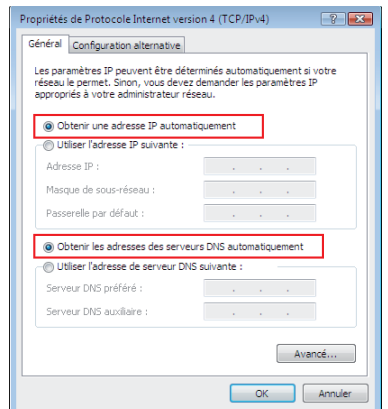 Propriétés de Protocole Internet version 4 (TCP/IPv4)
Général Configuration alternative
Les paramètres IP peuvent être déterminés automatiquement si votre
réseau le permet. Sinon, vous devez demander les paramètres IP
appropriés à votre administrateur réseau.
Obtenir une adresse IP automatiquement
Utiliser l'adresse IP suivante :
Adresse IP :
Masque de sous-réseau :
Passerelle par défaut :
Obtenir les adresses des serveurs DNS automatiquement
Utiliser l'adresse de serveur DNS suivante :
Serveur DNS préféré :
Serveur DNS auxiliaire :
Avancé...
OK Annuler